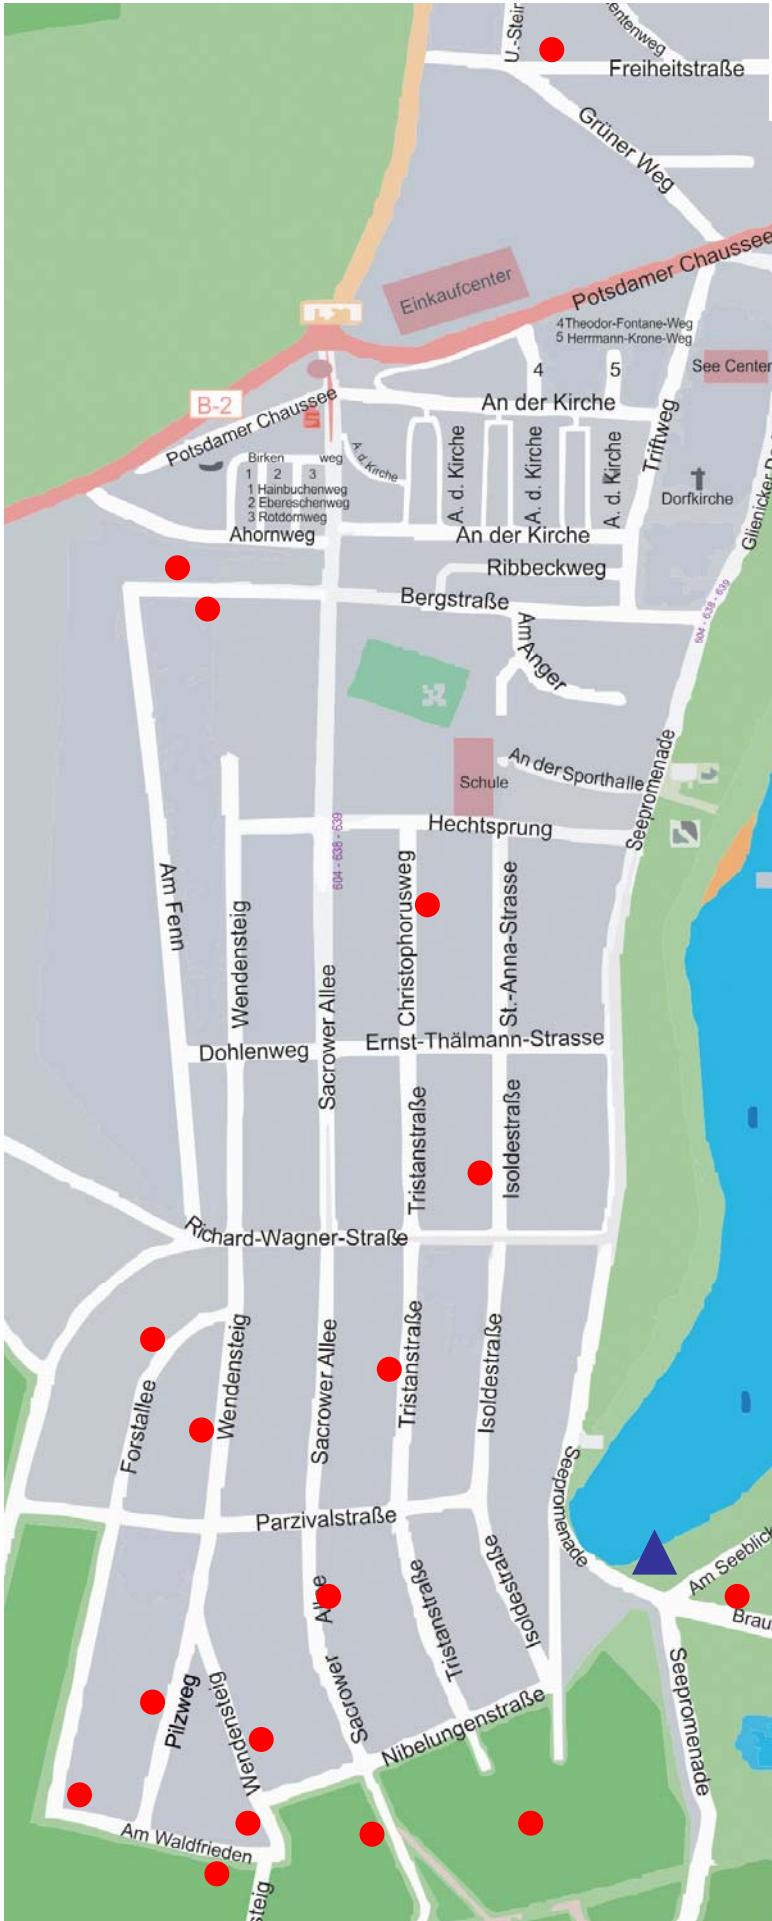 U.-Stein
entenweg
Freiheitstraße
Grüner Weg
Potsdamer Chaussee
Einkaufcenter
4 Theodor-Fontane-Weg
5 Herrmann-Krone-Weg
See Center
4
5
B-2
Potsdamer Chaussee
An der Kirche
Triftweg
Birken weg
1 2 3
1 Hainbuchenweg
2 Ebereschenweg
3 Rotdornweg
A. d. Kirche
A. d. Kirche
A. d. Kirche
A. d. Kirche
Dorfkirche
Glienicker Do
Ahornweg
An der Kirche
Ribbeckweg
Bergstraße
604 - 638 - 639
Am Anger
An der Sporthalle
Schule
Seepromenade
Hechtsprung
604 - 638 - 639
Am Fenn
Wendensteig
Sacrower Allee
Christophorusweg
St.-Anna-Strasse
Dohlenweg
Ernst-Thälmann-Strasse
Tristanstraße
Isoldestraße
Richard-Wagner-Straße
Forstallee
Wendensteig
Sacrower Allee
Tristanstraße
Isoldestraße
Seepromenade
Parzivalstraße
Am Seeblick
Brau
Sacrower Allee
Tristanstraße
Isoldestraße
Seepromenade
Pilzweg
Wendensteig
Nibelungenstraße
Am Waldfrieden
steig